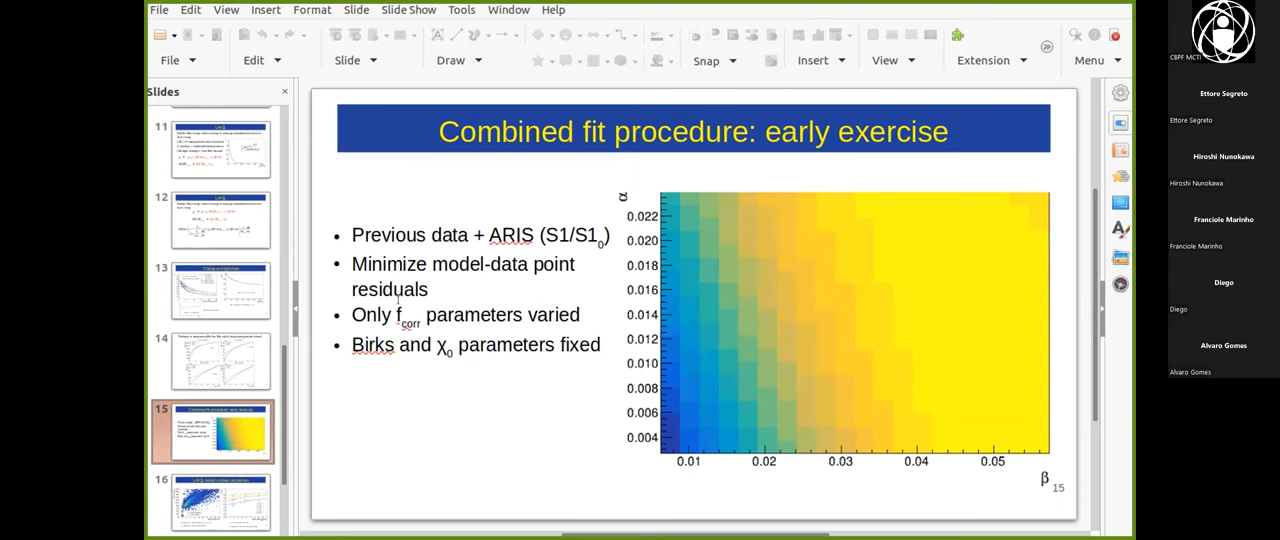 File Edit View Insert Format Slide Slide Show Tools Window Help
File Edit Slide Draw Snap Insert View Extension Menu
Slides
11
12
13
14
15
16
Combined fit procedure: early exercise
• Previous data + ARIS (S1/S1₀)
• Minimize model-data point
residuals
• Only f_corr parameters varied
• Birks and χ₀ parameters fixed
α
0.022
0.020
0.018
0.016
0.014
0.012
0.010
0.008
0.006
0.004
0.01 0.02 0.03 0.04 0.05
β
15
CBPF MCTI
Ettore Segreto
Ettore Segreto
Hiroshi Nunokawa
Hiroshi Nunokawa
Franciole Marinho
Franciole Marinho
Diego
Diego
Alvaro Gomes
Alvaro Gomes